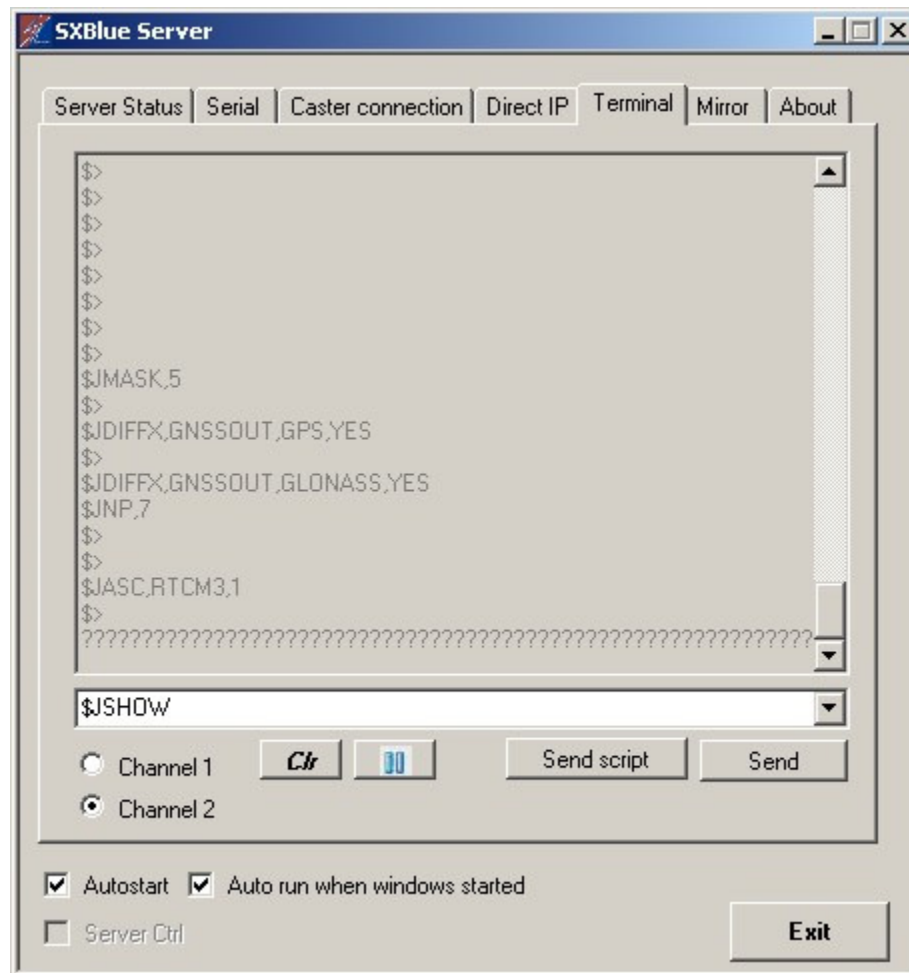 SXBlue Server
Server Status Serial Caster connection Direct IP Terminal Mirror About
$>
$>
$>
$>
$>
$>
$>
$>
$JMASK,5
$>
$JDIFFX,GNSSOUT,GPS,YES
$>
$JDIFFX,GNSSOUT,GLONASS,YES
$JNP,7
$>
$>
$JASC,RTCM3,1
$>
?????????????????????????????????????????????????????????????
$JSHOW
Channel 1 Clr Send script Send
Channel 2
Autostart Auto run when windows started
Server Ctrl
Exit